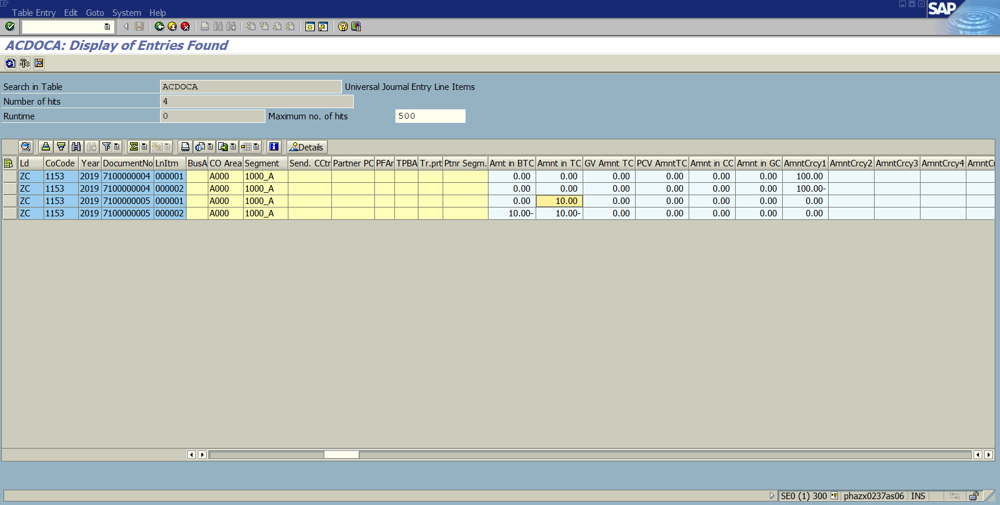 Table Entry Edit Goto System Help
SAP
ACDOCA: Display of Entries Found
Search in Table ACDOCA Universal Journal Entry Line Items
Number of hits 4
Runtime 0 Maximum no. of hits 500
Details
Ld CoCode Year DocumentNo LnItm BusA CO Area Segment Send. CCtr Partner PC PFAr TPBA Tr.prt Ptnr Segm. Amt in BTC Amnt in TC GV Amnt TC PCV AmntTC Amnt in CC Amnt in GC AmntCrcy1 AmntCrcy2 AmntCrcy3 AmntCrcy4 AmntCr
ZC 1153 2019 7100000004 000001 A000 1000_A 0.00 0.00 0.00 0.00 0.00 0.00 100.00
ZC 1153 2019 7100000004 000002 A000 1000_A 0.00 0.00 0.00 0.00 0.00 0.00 100.00-
ZC 1153 2019 7100000005 000001 A000 1000_A 0.00 10.00 0.00 0.00 0.00 0.00 0.00
ZC 1153 2019 7100000005 000002 A000 1000_A 10.00- 10.00- 0.00 0.00 0.00 0.00 0.00
SE0 (1) 300 phazx0237as06 INS